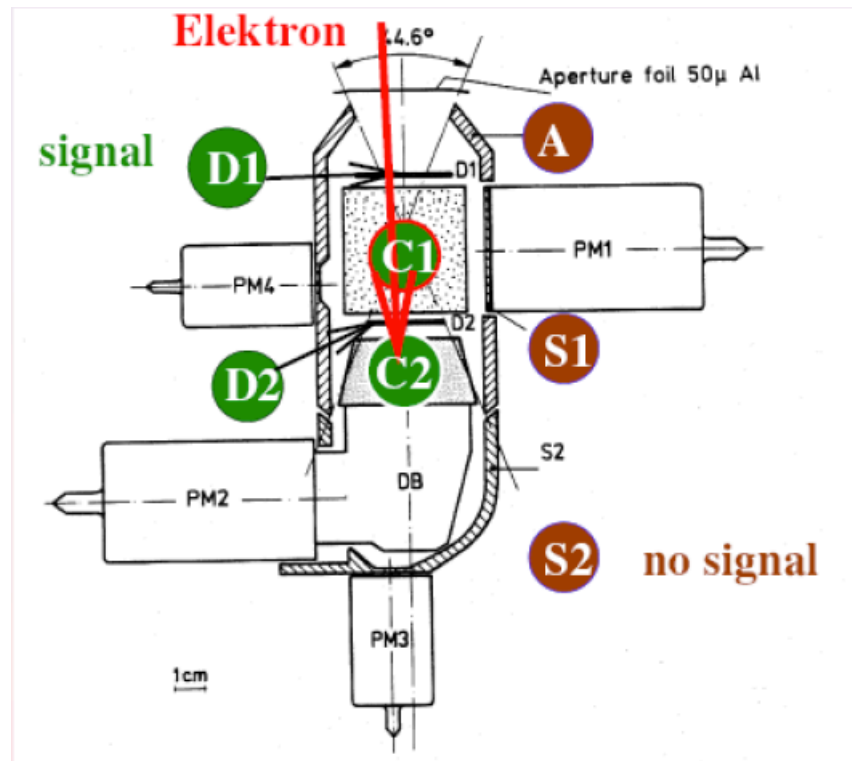 Elektron
44.6°
Aperture foil 50μ Al
signal
A
D1
D1
C1
PM1
PM4
D2
S1
D2
C2
S2
PM2
DB
S2
no signal
PM3
1cm